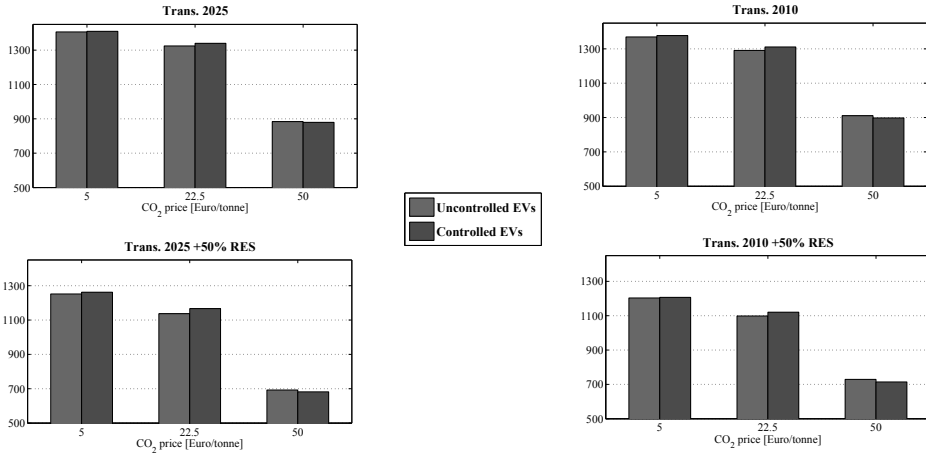 Trans. 2025
1300
1100
900
700
500
5 22.5 50
CO2 price [Euro/tonne]
Trans. 2010
1300
1100
900
700
500
5 22.5 50
CO2 price [Euro/tonne]
Uncontrolled EVs
Controlled EVs
Trans. 2025 +50% RES
1300
1100
900
700
500
5 22.5 50
CO2 price [Euro/tonne]
Trans. 2010 +50% RES
1300
1100
900
700
500
5 22.5 50
CO2 price [Euro/tonne]